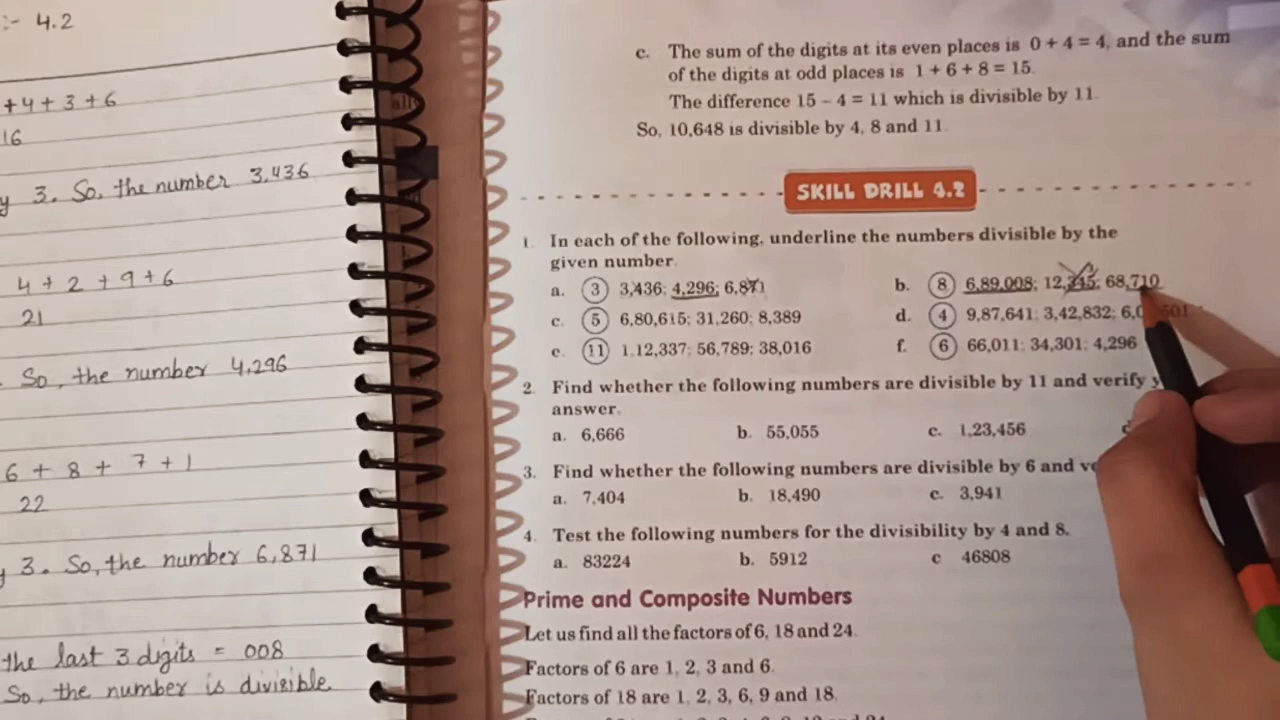 :- 4.2
+4+3+6
16
3. So, the number 3,436
4 + 2 + 9 + 6
21
So, the number 4,296
6 + 8 + 7 + 1
22
3. So, the number 6,871
the last 3 digits = 008
So, the number is divisible
c. The sum of the digits at its even places is 0 + 4 = 4, and the sum
of the digits at odd places is 1 + 6 + 8 = 15.
The difference 15 – 4 = 11 which is divisible by 11.
So, 10,648 is divisible by 4, 8 and 11.
SKILL DRILL 4.2
1. In each of the following, underline the numbers divisible by the
given number.
a. 3 3,436; 4,296; 6,871 b. 8 6,89,008; 12,345; 68,710
c. 5 6,80,615; 31,260; 8,389 d. 4 9,87,641; 3,42,832;
e. 11 1,12,337; 56,789; 38,016 f. 6 66,011; 34,301; 4,296
2. Find whether the following numbers are divisible by 11 and verify
answer.
a. 6,666 b. 55,055 c. 1,23,456
3. Find whether the following numbers are divisible by 6 and
a. 7,404 b. 18,490 c. 3,941
4. Test the following numbers for the divisibility by 4 and 8.
a. 83224 b. 5912 c 46808
Prime and Composite Numbers
Let us find all the factors of 6, 18 and 24.
Factors of 6 are 1, 2, 3 and 6.
Factors of 18 are 1, 2, 3, 6, 9 and 18.